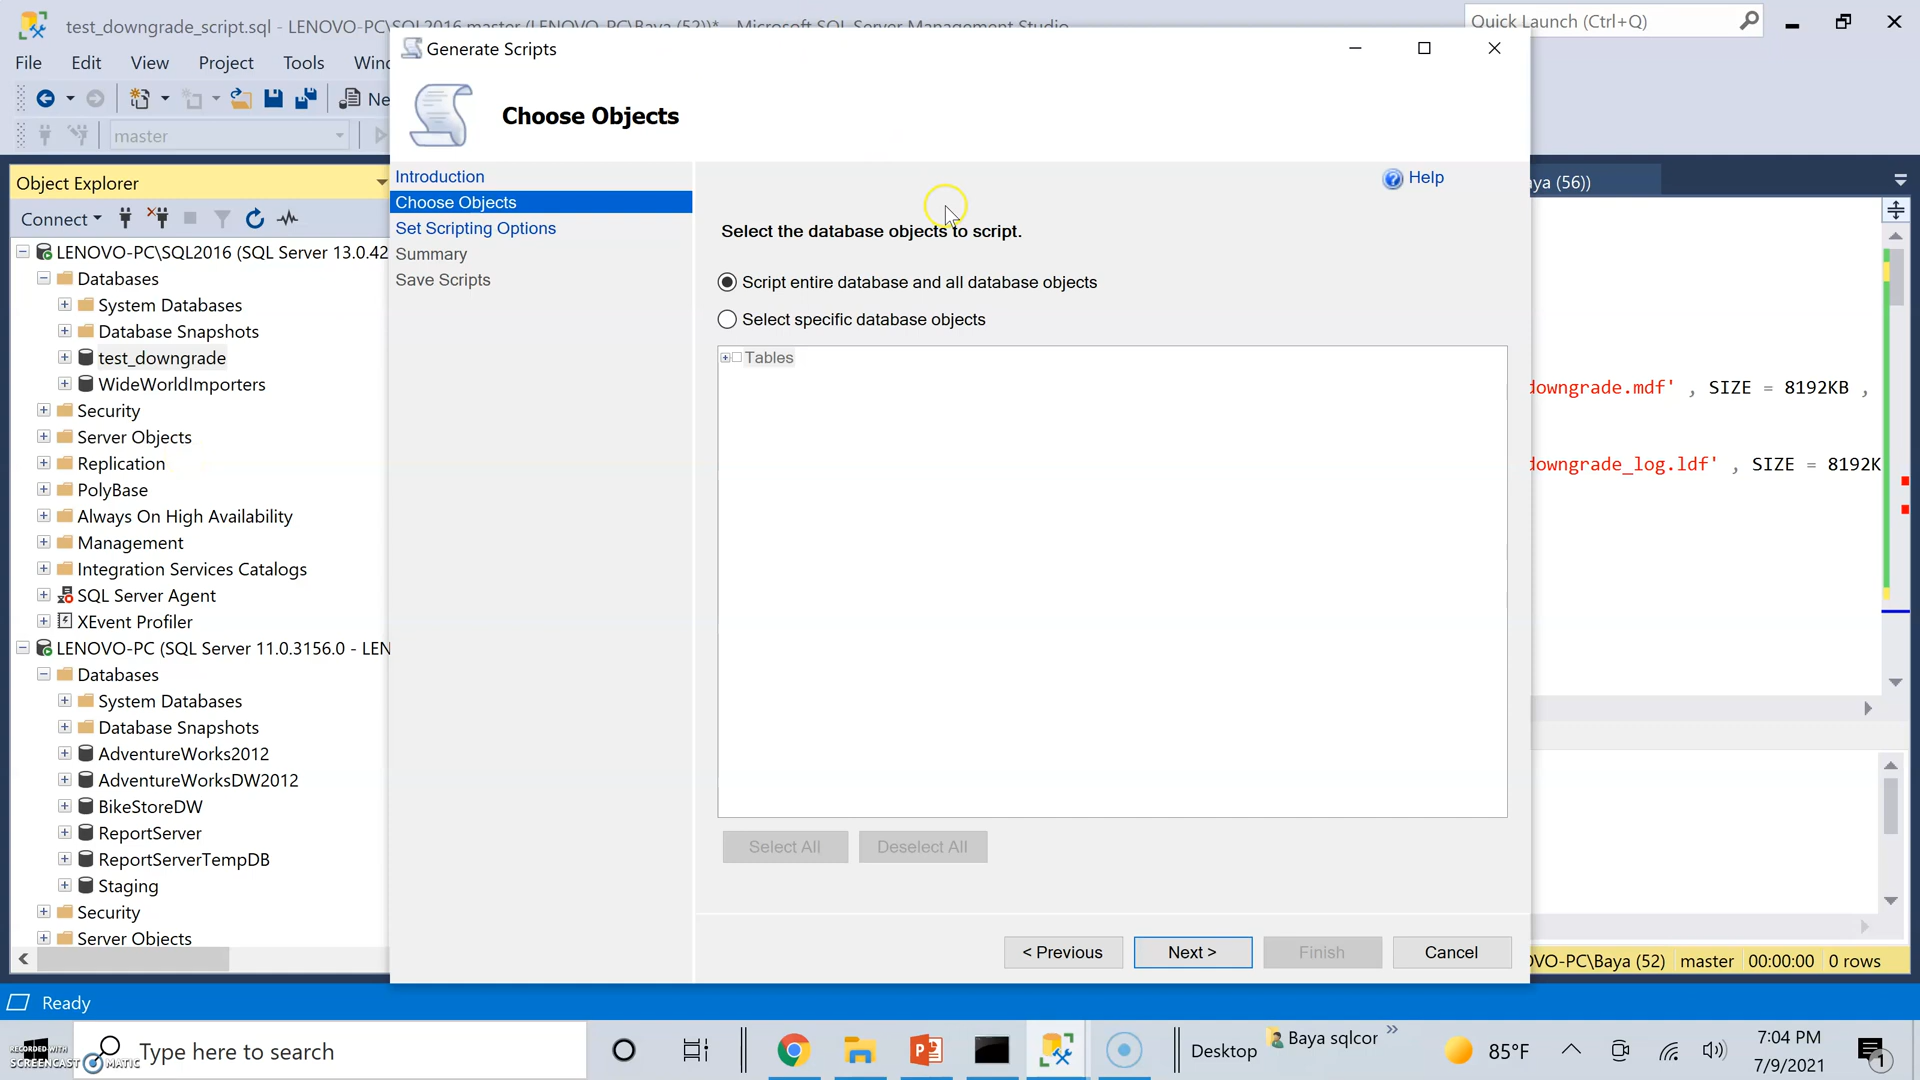 test_downgrade_script.sql - LENOVO-PC\SQL2016 master (LENOVO-PC\Baya (52))* - Microsoft SQL Server Management Studio
Quick Launch (Ctrl+Q)
File Edit View Project Tools
master
Generate Scripts
Choose Objects
Introduction
Choose Objects
Set Scripting Options
Summary
Save Scripts
Help
Select the database objects to script.
Script entire database and all database objects
Select specific database objects
Tables
Select All
Deselect All
< Previous
Next >
Finish
Cancel
Object Explorer
Connect
LENOVO-PC\SQL2016 (SQL Server 13.0.42
Databases
System Databases
Database Snapshots
test_downgrade
WideWorldImporters
Security
Server Objects
Replication
PolyBase
Always On High Availability
Management
Integration Services Catalogs
SQL Server Agent
XEvent Profiler
LENOVO-PC (SQL Server 11.0.3156.0 - LEN
Databases
System Databases
Database Snapshots
AdventureWorks2012
AdventureWorksDW2012
BikeStoreDW
ReportServer
ReportServerTempDB
Staging
Security
Server Objects
aya (56))
downgrade.mdf' , SIZE = 8192KB ,
downgrade_log.ldf' , SIZE = 8192K
VO-PC\Baya (52) master 00:00:00 0 rows
Ready
RECORDED WITH
SCREENCAST MATIC
Type here to search
Desktop
Baya sqlcor
85°F
7:04 PM
7/9/2021
1